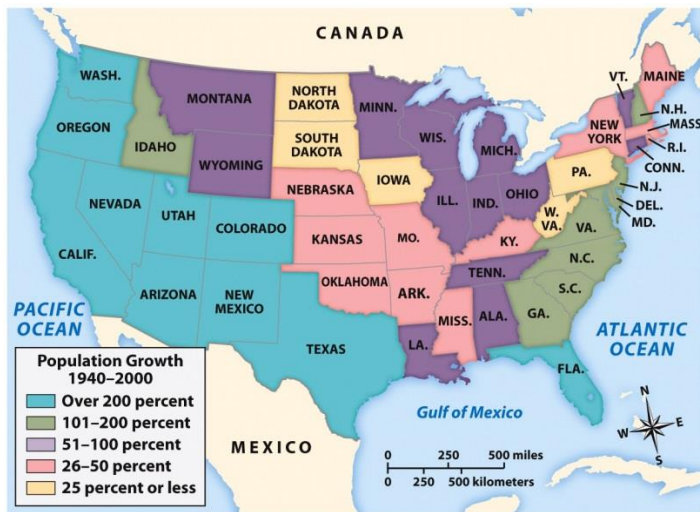 CANADA
WASH.
MONTANA
NORTH
DAKOTA
MINN.
VT.
MAINE
OREGON
IDAHO
WYOMING
SOUTH
DAKOTA
WIS.
MICH.
NEW
YORK
N.H.
MASS.
R.I.
CONN.
NEVADA
UTAH
COLORADO
NEBRASKA
IOWA
ILL.
IND.
OHIO
PA.
N.J.
DEL.
MD.
CALIF.
KANSAS
MO.
KY.
W.
VA.
VA.
ARIZONA
NEW
MEXICO
OKLAHOMA
ARK.
TENN.
N.C.
S.C.
TEXAS
LA.
MISS.
ALA.
GA.
FLA.
PACIFIC
OCEAN
ATLANTIC
OCEAN
Gulf of Mexico
MEXICO
Population Growth
1940–2000
Over 200 percent
101–200 percent
51–100 percent
26–50 percent
25 percent or less
0 250 500 miles
0 250 500 kilometers
N
W E
S